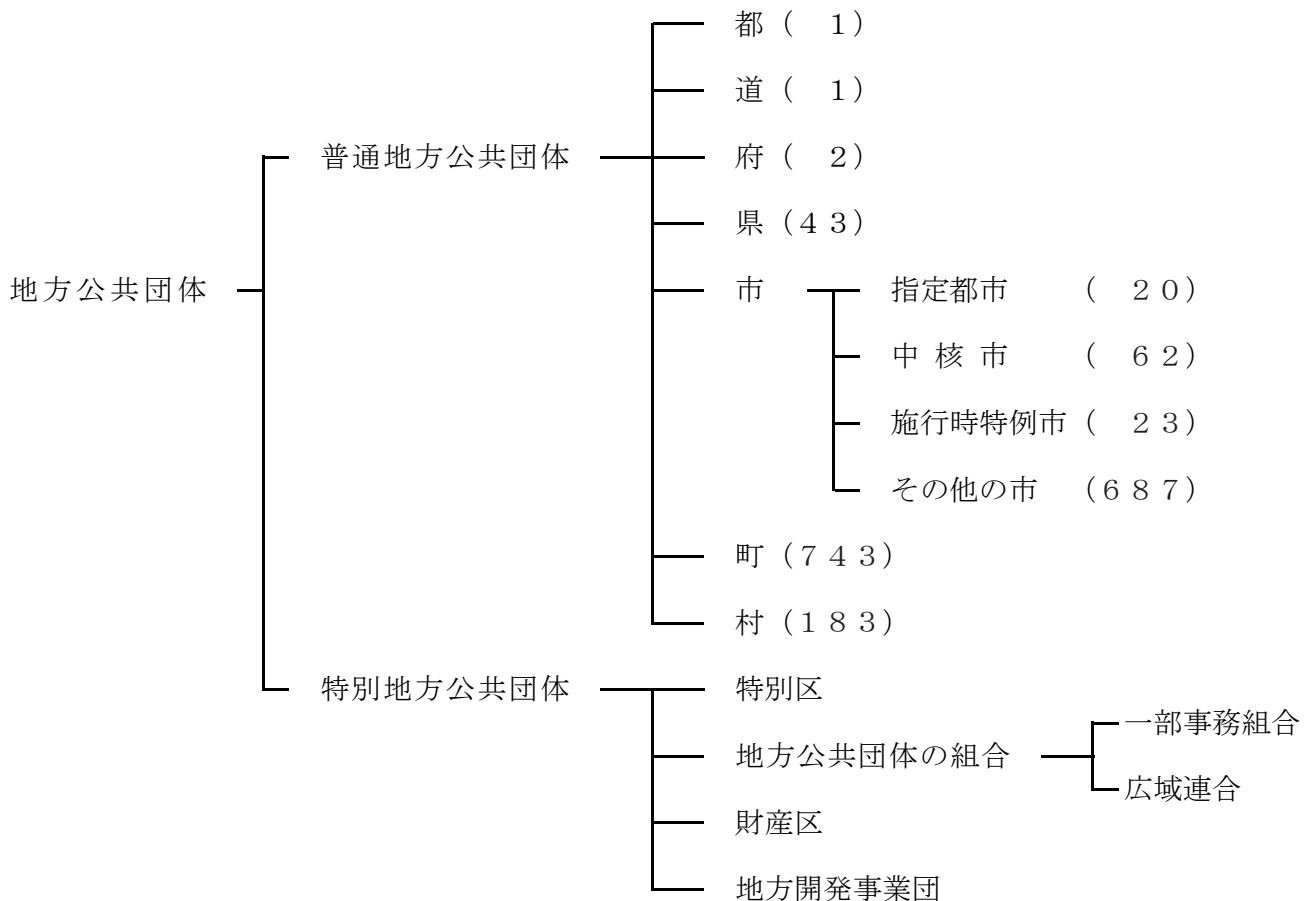 都（　１）
道（　１）
普通地方公共団体　府（　２）
県（４３）
地方公共団体　市　指定都市　（　２０）
中 核 市　（　６２）
施行時特例市（　２３）
その他の市　（６８７）
町（７４３）
村（１８３）
特別地方公共団体　特別区
一部事務組合
地方公共団体の組合
広域連合
財産区
地方開発事業団